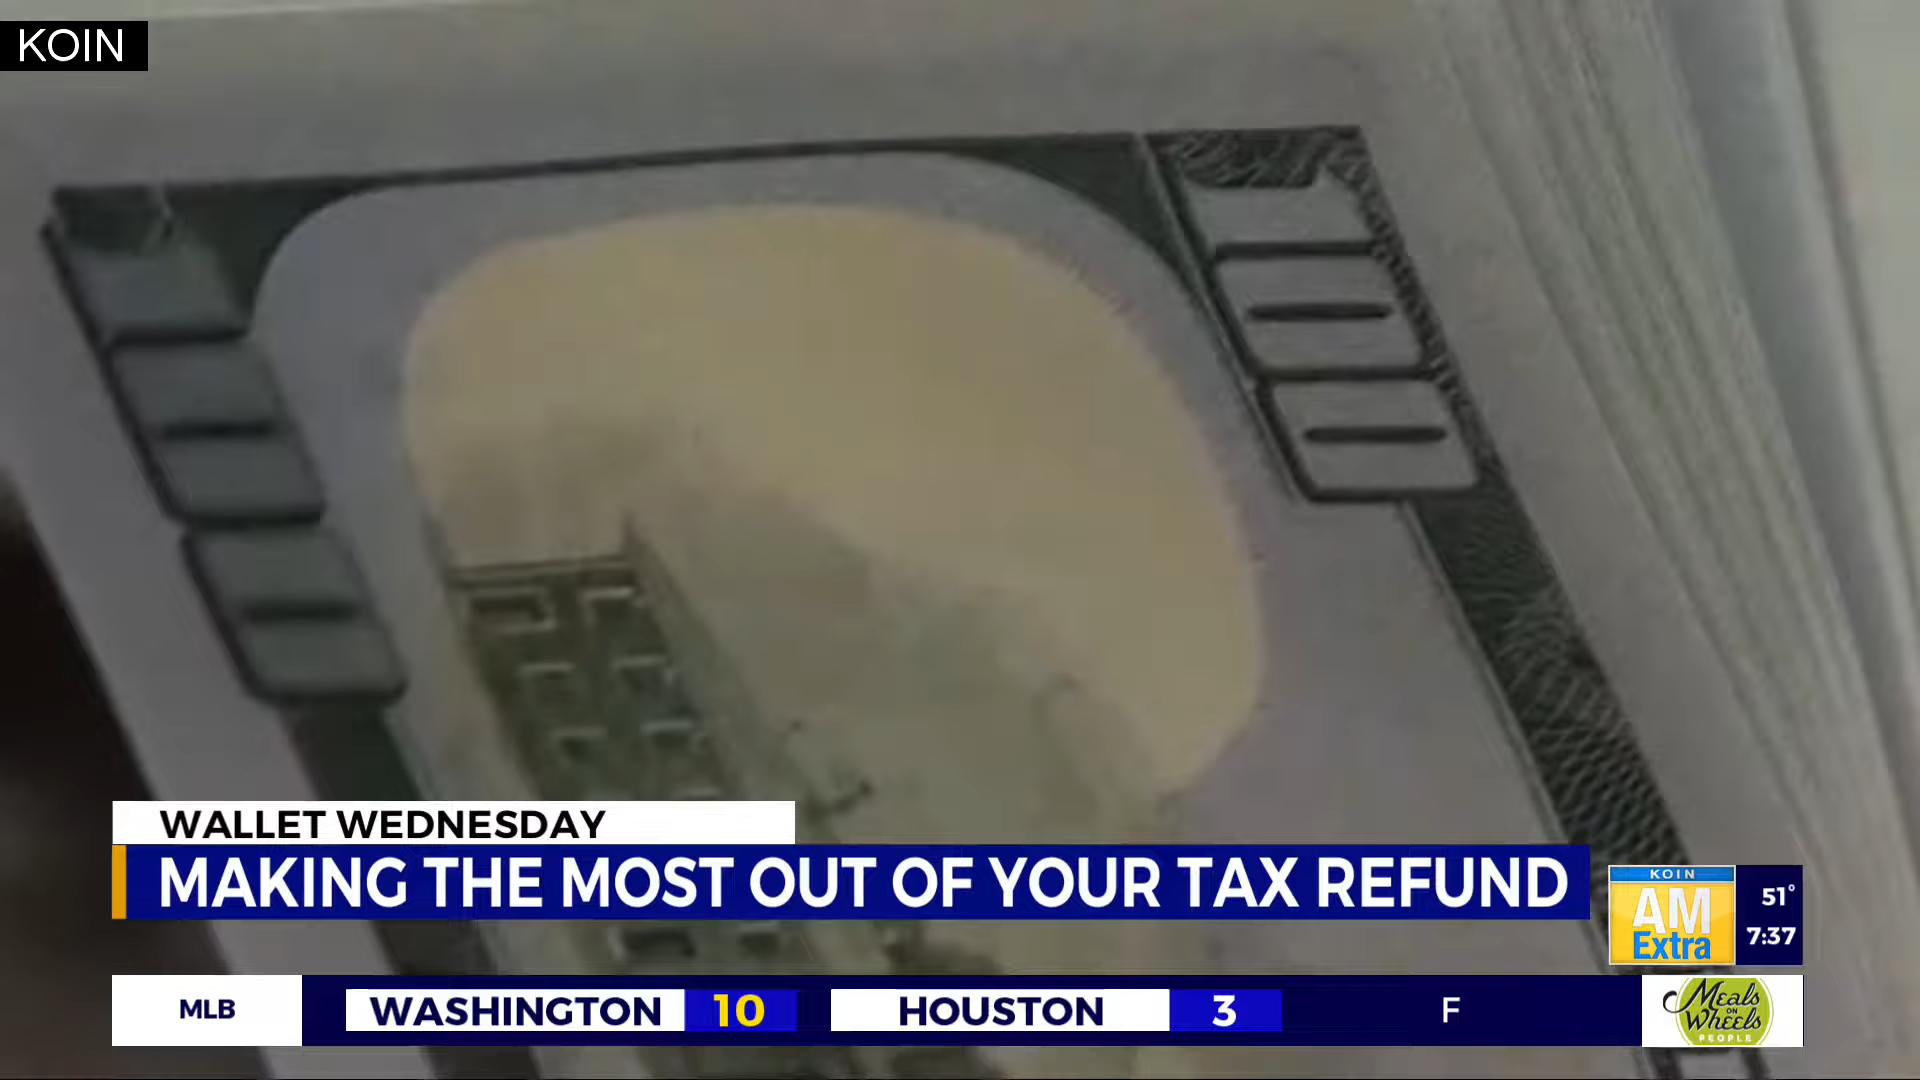 KOIN
WALLET WEDNESDAY
MAKING THE MOST OUT OF YOUR TAX REFUND
KOIN
AM
Extra
51°
7:37
MLB WASHINGTON 10 HOUSTON 3 F
Meals
ON
Wheels
PEOPLE